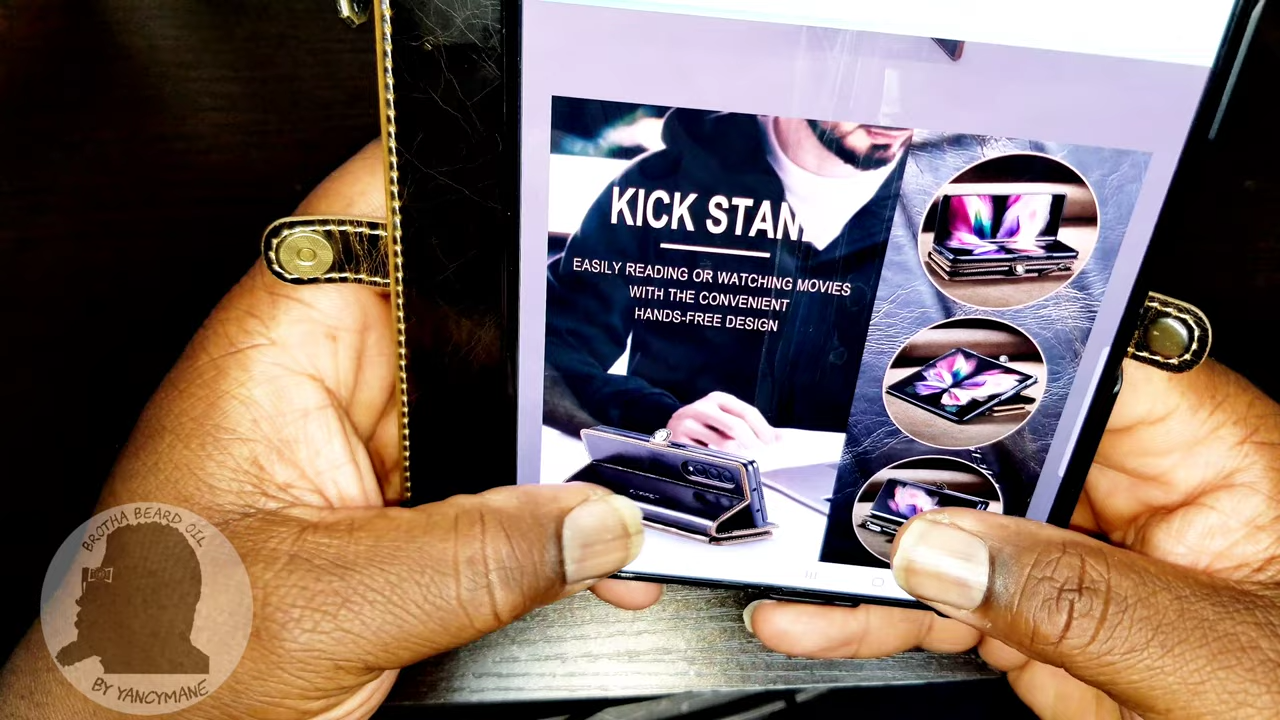 KICK STAN
EASILY READING OR WATCHING MOVIES
WITH THE CONVENIENT
HANDS-FREE DESIGN
BROTHA BEARD OIL
BY YANCYMANE